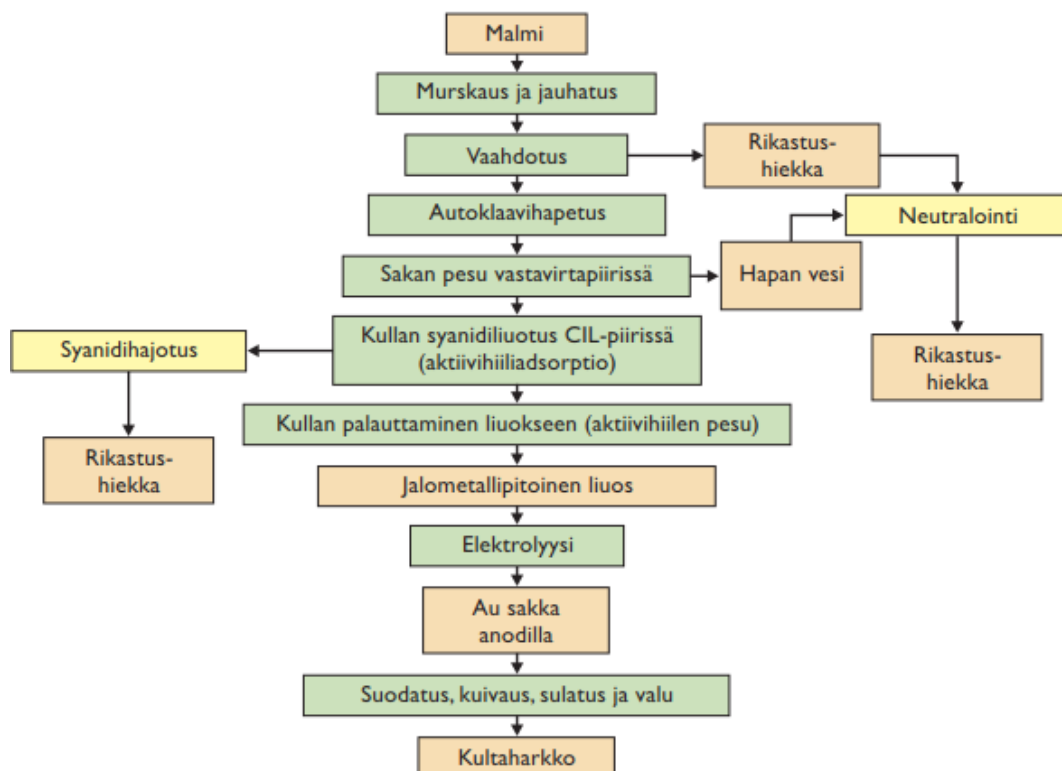 Malmi
Murskaus ja jauhatus
Vaahdotus
Rikastus-
hiekka
Autoklaavihapetus
Neutralointi
Sakan pesu vastavirtapiirissä
Hapan vesi
Kullan syanidiliuotus CIL-piirissä
(aktiivihiiliadsorptio)
Syanidihajotus
Rikastus-
hiekka
Kullan palauttaminen liuokseen (aktiivihiilen pesu)
Rikastus-
hiekka
Jalometallipitoinen liuos
Elektrolyysi
Au sakka
anodilla
Suodatus, kuivaus, sulatus ja valu
Kultaharkko